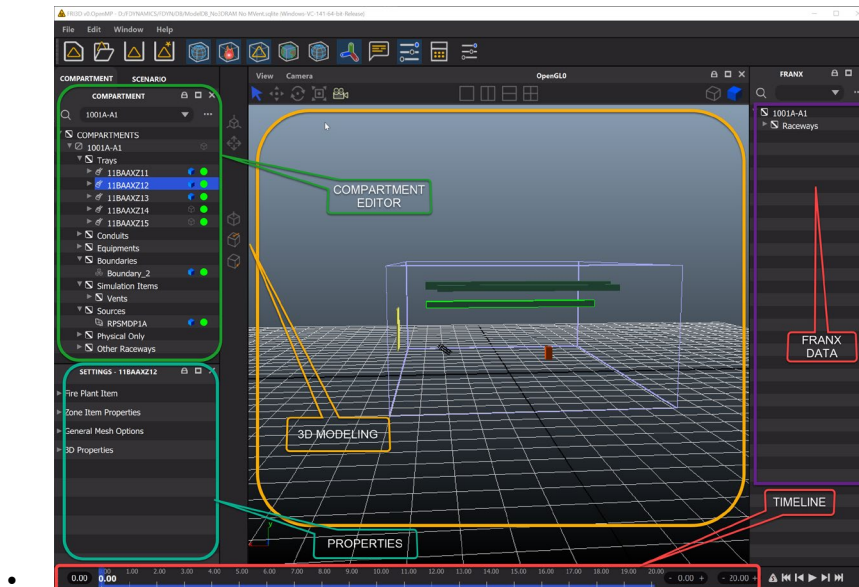 File Edit Window Help
COMPARTMENT SCENARIO
COMPARTMENT
1001A-A1
COMPARTMENTS
1001A-A1
Trays
11BAAXZ11
11BAAXZ12
11BAAXZ13
11BAAXZ14
11BAAXZ15
Conduits
Equipments
Boundaries
Boundary_2
Simulation Items
Vents
Sources
RPSMDP1A
Physical Only
Other Raceways
SETTINGS - 11BAAXZ12
Fire Plant Item
Zone Item Properties
General Mesh Options
3D Properties
View Camera OpenGL0
COMPARTMENT
EDITOR
3D MODELING
PROPERTIES
y
FRANX
1001A-A1
Raceways
FRANX
DATA
TIMELINE
0.00 0.00 1.00 2.00 3.00 4.00 5.00 6.00 7.00 8.00 9.00 10.00 11.00 12.00 13.00 14.00 15.00 16.00 17.00 18.00 19.00 20.00 - 0.00 + - 20.00 +